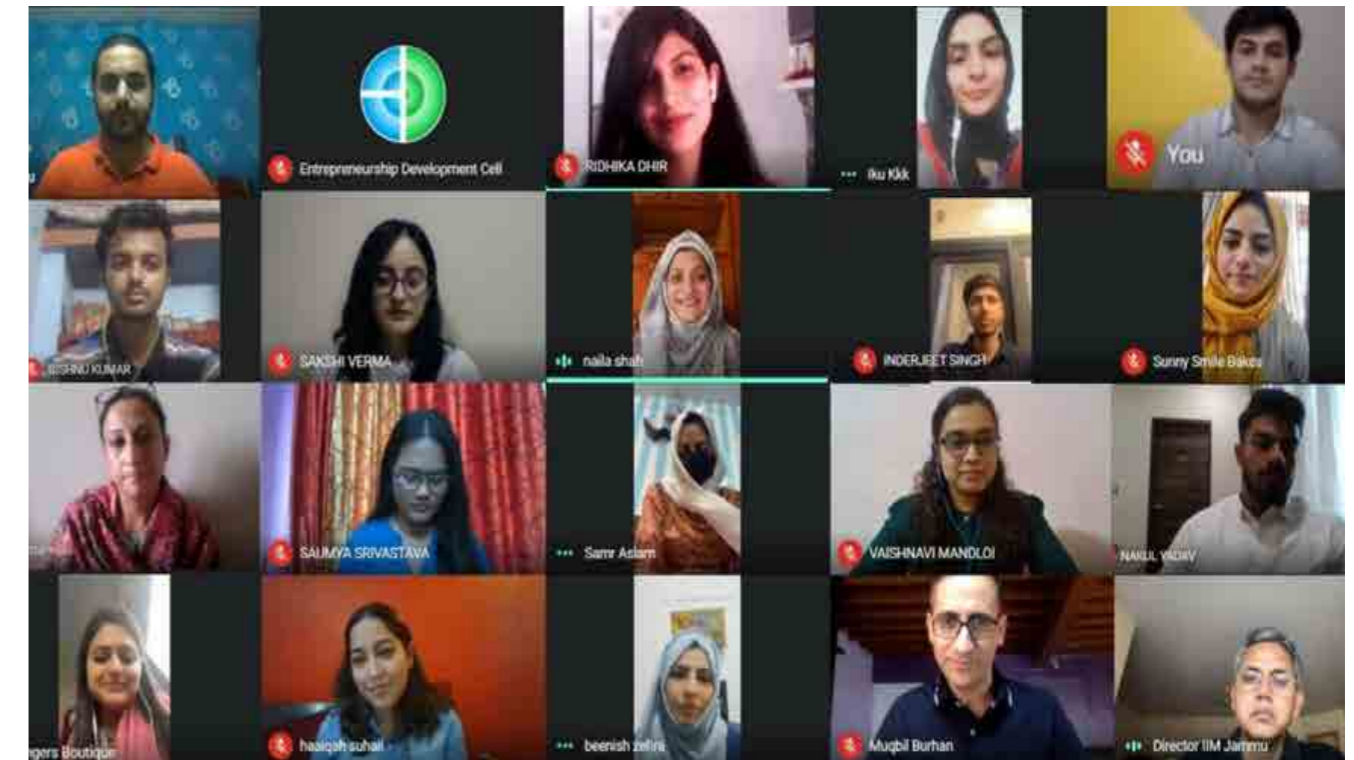 Entrepreneurship Development Cell
RIDHIKA DHIR
Iku Kkk
You
KUMAR
SAKSHI VERMA
naila shah
INDERJEET SINGH
Sunny Smile Bakes
SAUMYA SRIVASTAVA
Samr Aslam
VAISHNAVI MANDLOI
NAKUL YADAV
gers Boutique
haaiqah suhail
beenish
Muqbil Burhan
Director IIM Jammu